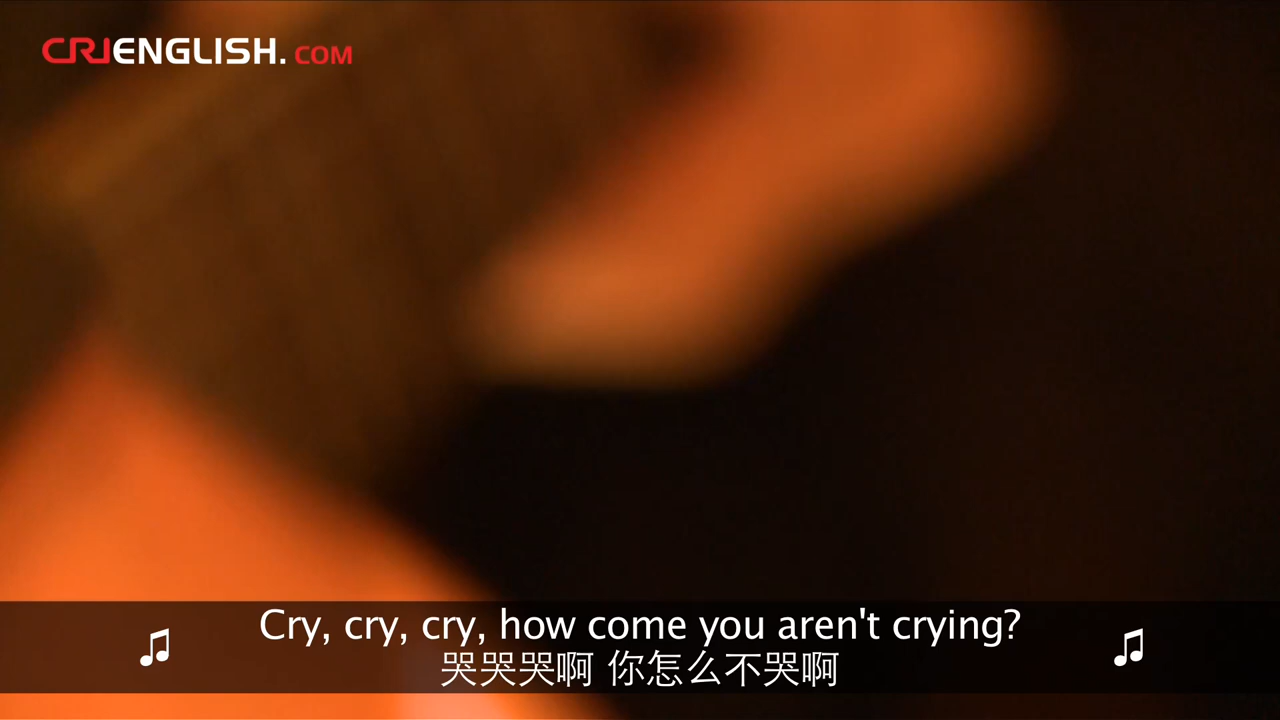 CRIENGLISH.COM
Cry, cry, cry, how come you aren't crying?
哭哭哭啊 你怎么不哭啊